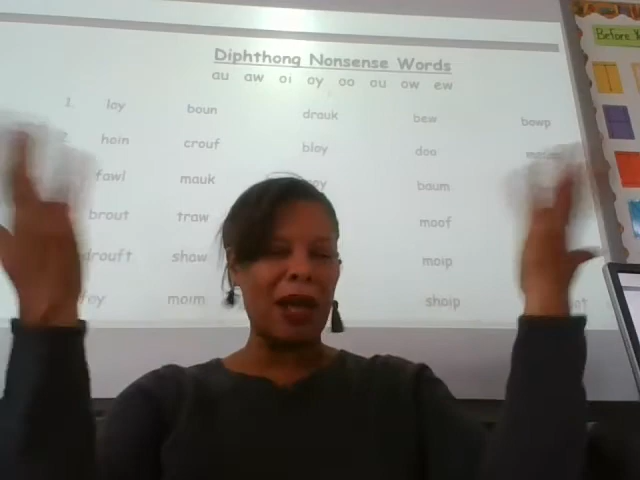 Diphthong Nonsense Words
au aw oi oy oo ou ow ew
1. loy boun drauk bew bowp
hoin crouf bloy doo
fawl mauk baum
brout traw moof
drouft shaw moip
moim shoip
Before